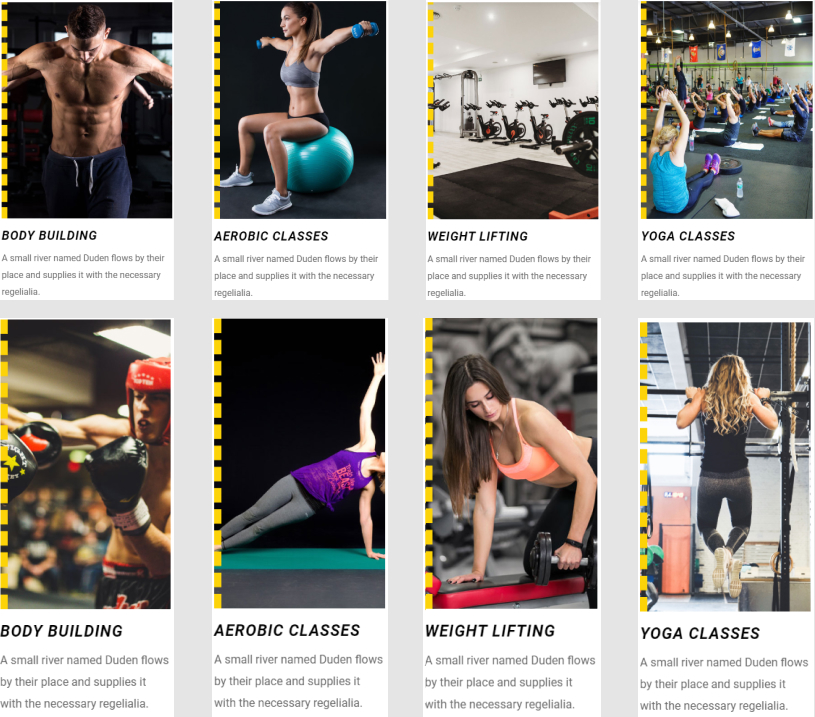 BODY BUILDING
A small river named Duden flows by their
place and supplies it with the necessary
regelialia.
AEROBIC CLASSES
A small river named Duden flows by their
place and supplies it with the necessary
regelialia.
WEIGHT LIFTING
A small river named Duden flows by their
place and supplies it with the necessary
regelialia.
YOGA CLASSES
A small river named Duden flows by their
place and supplies it with the necessary
regelialia.
BODY BUILDING
A small river named Duden flows
by their place and supplies it
with the necessary regelialia.
AEROBIC CLASSES
A small river named Duden flows
by their place and supplies it
with the necessary regelialia.
WEIGHT LIFTING
A small river named Duden flows
by their place and supplies it
with the necessary regelialia.
YOGA CLASSES
A small river named Duden flows
by their place and supplies it
with the necessary regelialia.